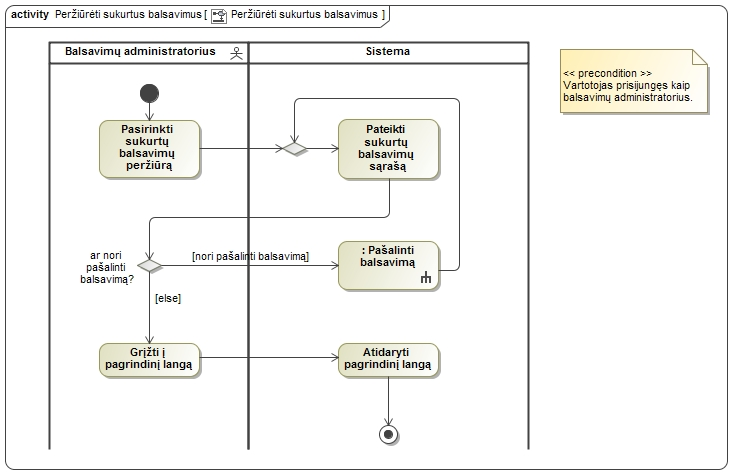 activity Peržiūrėti sukurtus balsavimus [ Peržiūrėti sukurtus balsavimus ]
Balsavimų administratorius
Sistema
<< precondition >>
Vartotojas prisijungęs kaip
balsavimų administratorius.
Pasirinkti
sukurtų
balsavimų
peržiūrą
Pateikti
sukurtų
balsavimų
sąrašą
ar nori
pašalinti
balsavimą?
[nori pašalinti balsavimą]
: Pašalinti
balsavimą
[else]
Grįžti į
pagrindinį langą
Atidaryti
pagrindinį langą